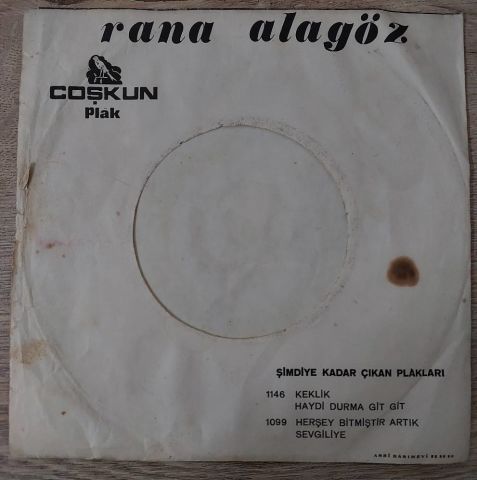 rana alagöz
COŞKUN
Plak
ŞİMDİYE KADAR ÇIKAN PLAKLARI
1146 KEKLİK
HAYDİ DURMA GİT GİT
1099 HERŞEY BİTMİŞTİR ARTIK
SEVGİLİYE